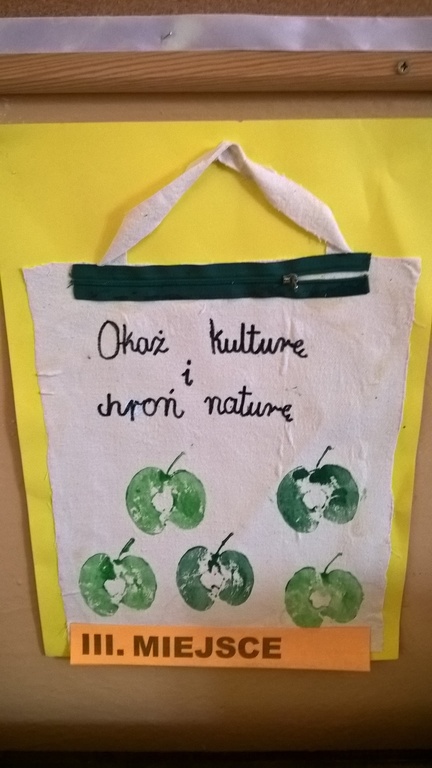 Okaż kulturę
i
chroń naturę
III. MIEJSCE